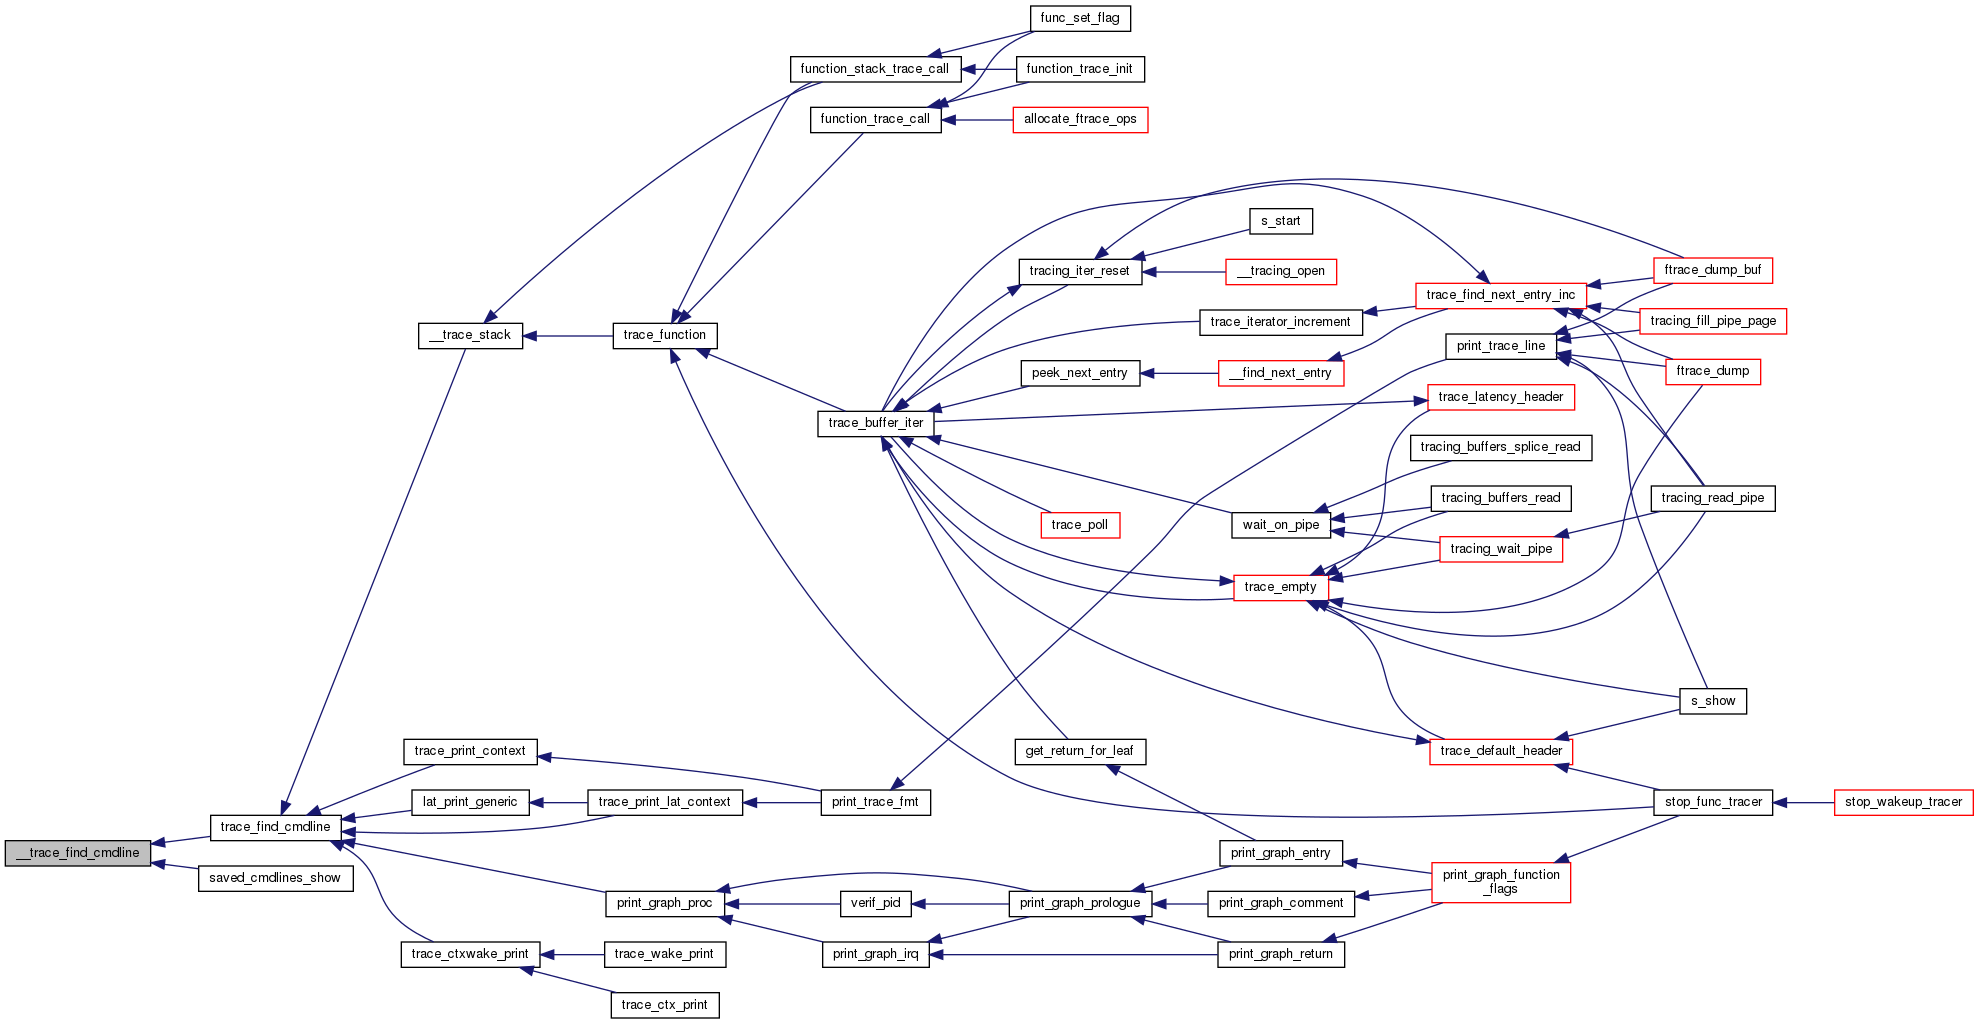 func_set_flag
function_stack_trace_call
function_trace_init
function_trace_call
allocate_ftrace_ops
s_start
tracing_iter_reset
__tracing_open
ftrace_dump_buf
trace_find_next_entry_inc
__trace_stack
trace_function
trace_iterator_increment
tracing_fill_pipe_page
print_trace_line
peek_next_entry
__find_next_entry
ftrace_dump
trace_latency_header
trace_buffer_iter
tracing_buffers_splice_read
tracing_buffers_read
tracing_read_pipe
trace_poll
wait_on_pipe
tracing_wait_pipe
trace_empty
s_show
trace_print_context
get_return_for_leaf
trace_default_header
lat_print_generic
trace_print_lat_context
print_trace_fmt
stop_func_tracer
stop_wakeup_tracer
trace_find_cmdline
__trace_find_cmdline
print_graph_entry
saved_cmdlines_show
print_graph_function
_flags
print_graph_proc
verif_pid
print_graph_prologue
print_graph_comment
trace_ctxwake_print
trace_wake_print
print_graph_irq
print_graph_return
trace_ctx_print